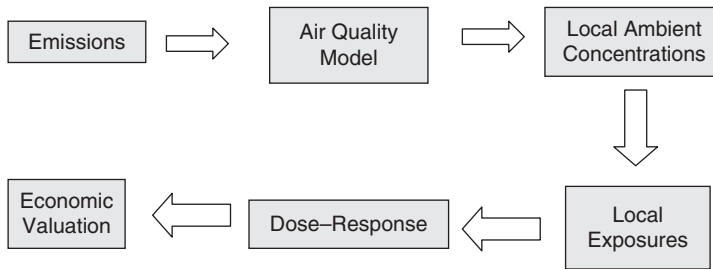 Emissions
Air Quality
Model
Local Ambient
Concentrations
Economic
Valuation
Dose–Response
Local
Exposures